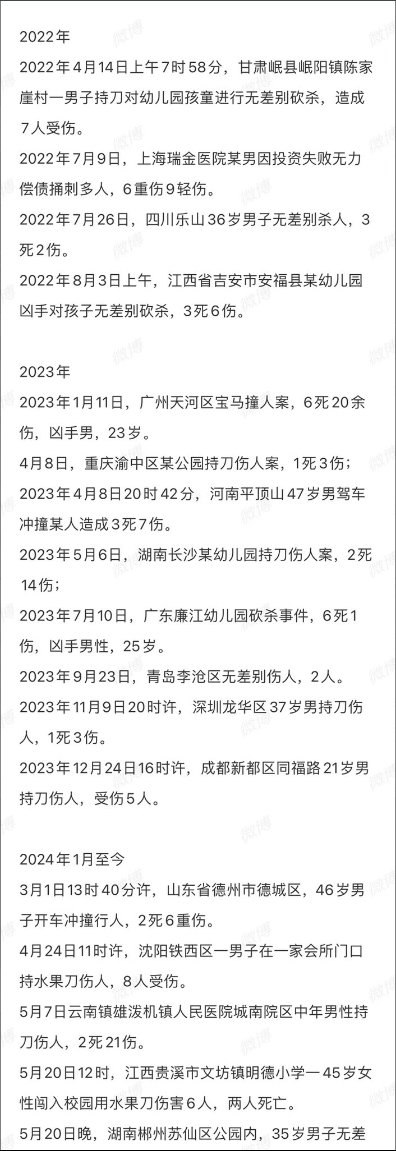 2022年
2022年4月14日上午7时58分，甘肃岷县岷阳镇陈家
崖村一男子持刀对幼儿园孩童进行无差别砍杀，造成
7人受伤。
2022年7月9日，上海瑞金医院某男因投资失败无力
偿债捅刺多人，6重伤9轻伤。
2022年7月26日，四川乐山36岁男子无差别杀人，3
死2伤。
2022年8月3日上午，江西省吉安市安福县某幼儿园
凶手对孩子无差别砍杀，3死6伤。
2023年
2023年1月11日，广州天河区宝马撞人案，6死20余
伤，凶手男，23岁。
4月8日，重庆渝中区某公园持刀伤人案，1死3伤；
2023年4月8日20时42分，河南平顶山47岁男驾车
冲撞某人造成3死7伤。
2023年5月6日，湖南长沙某幼儿园持刀伤人案，2死
14伤；
2023年7月10日，广东廉江幼儿园砍杀事件，6死1
伤，凶手男性，25岁。
2023年9月23日，青岛李沧区无差别伤人，2人。
2023年11月9日20时许，深圳龙华区37岁男持刀伤
人，1死3伤。
2023年12月24日16时许，成都新都区同福路21岁男
持刀伤人，受伤5人。
2024年1月至今
3月1日13时40分许，山东省德州市德城区，46岁男
子开车冲撞行人，2死6重伤。
4月24日11时许，沈阳铁西区一男子在一家会所门口
持水果刀伤人，8人受伤。
5月7日云南镇雄泼机镇人民医院城南院区中年男性持
刀伤人，2死21伤。
5月20日12时，江西贵溪市文坊镇明德小学一45岁女
性闯入校园用水果刀伤害6人，两人死亡。
5月20日晚，湖南郴州苏仙区公园内，35岁男子无差